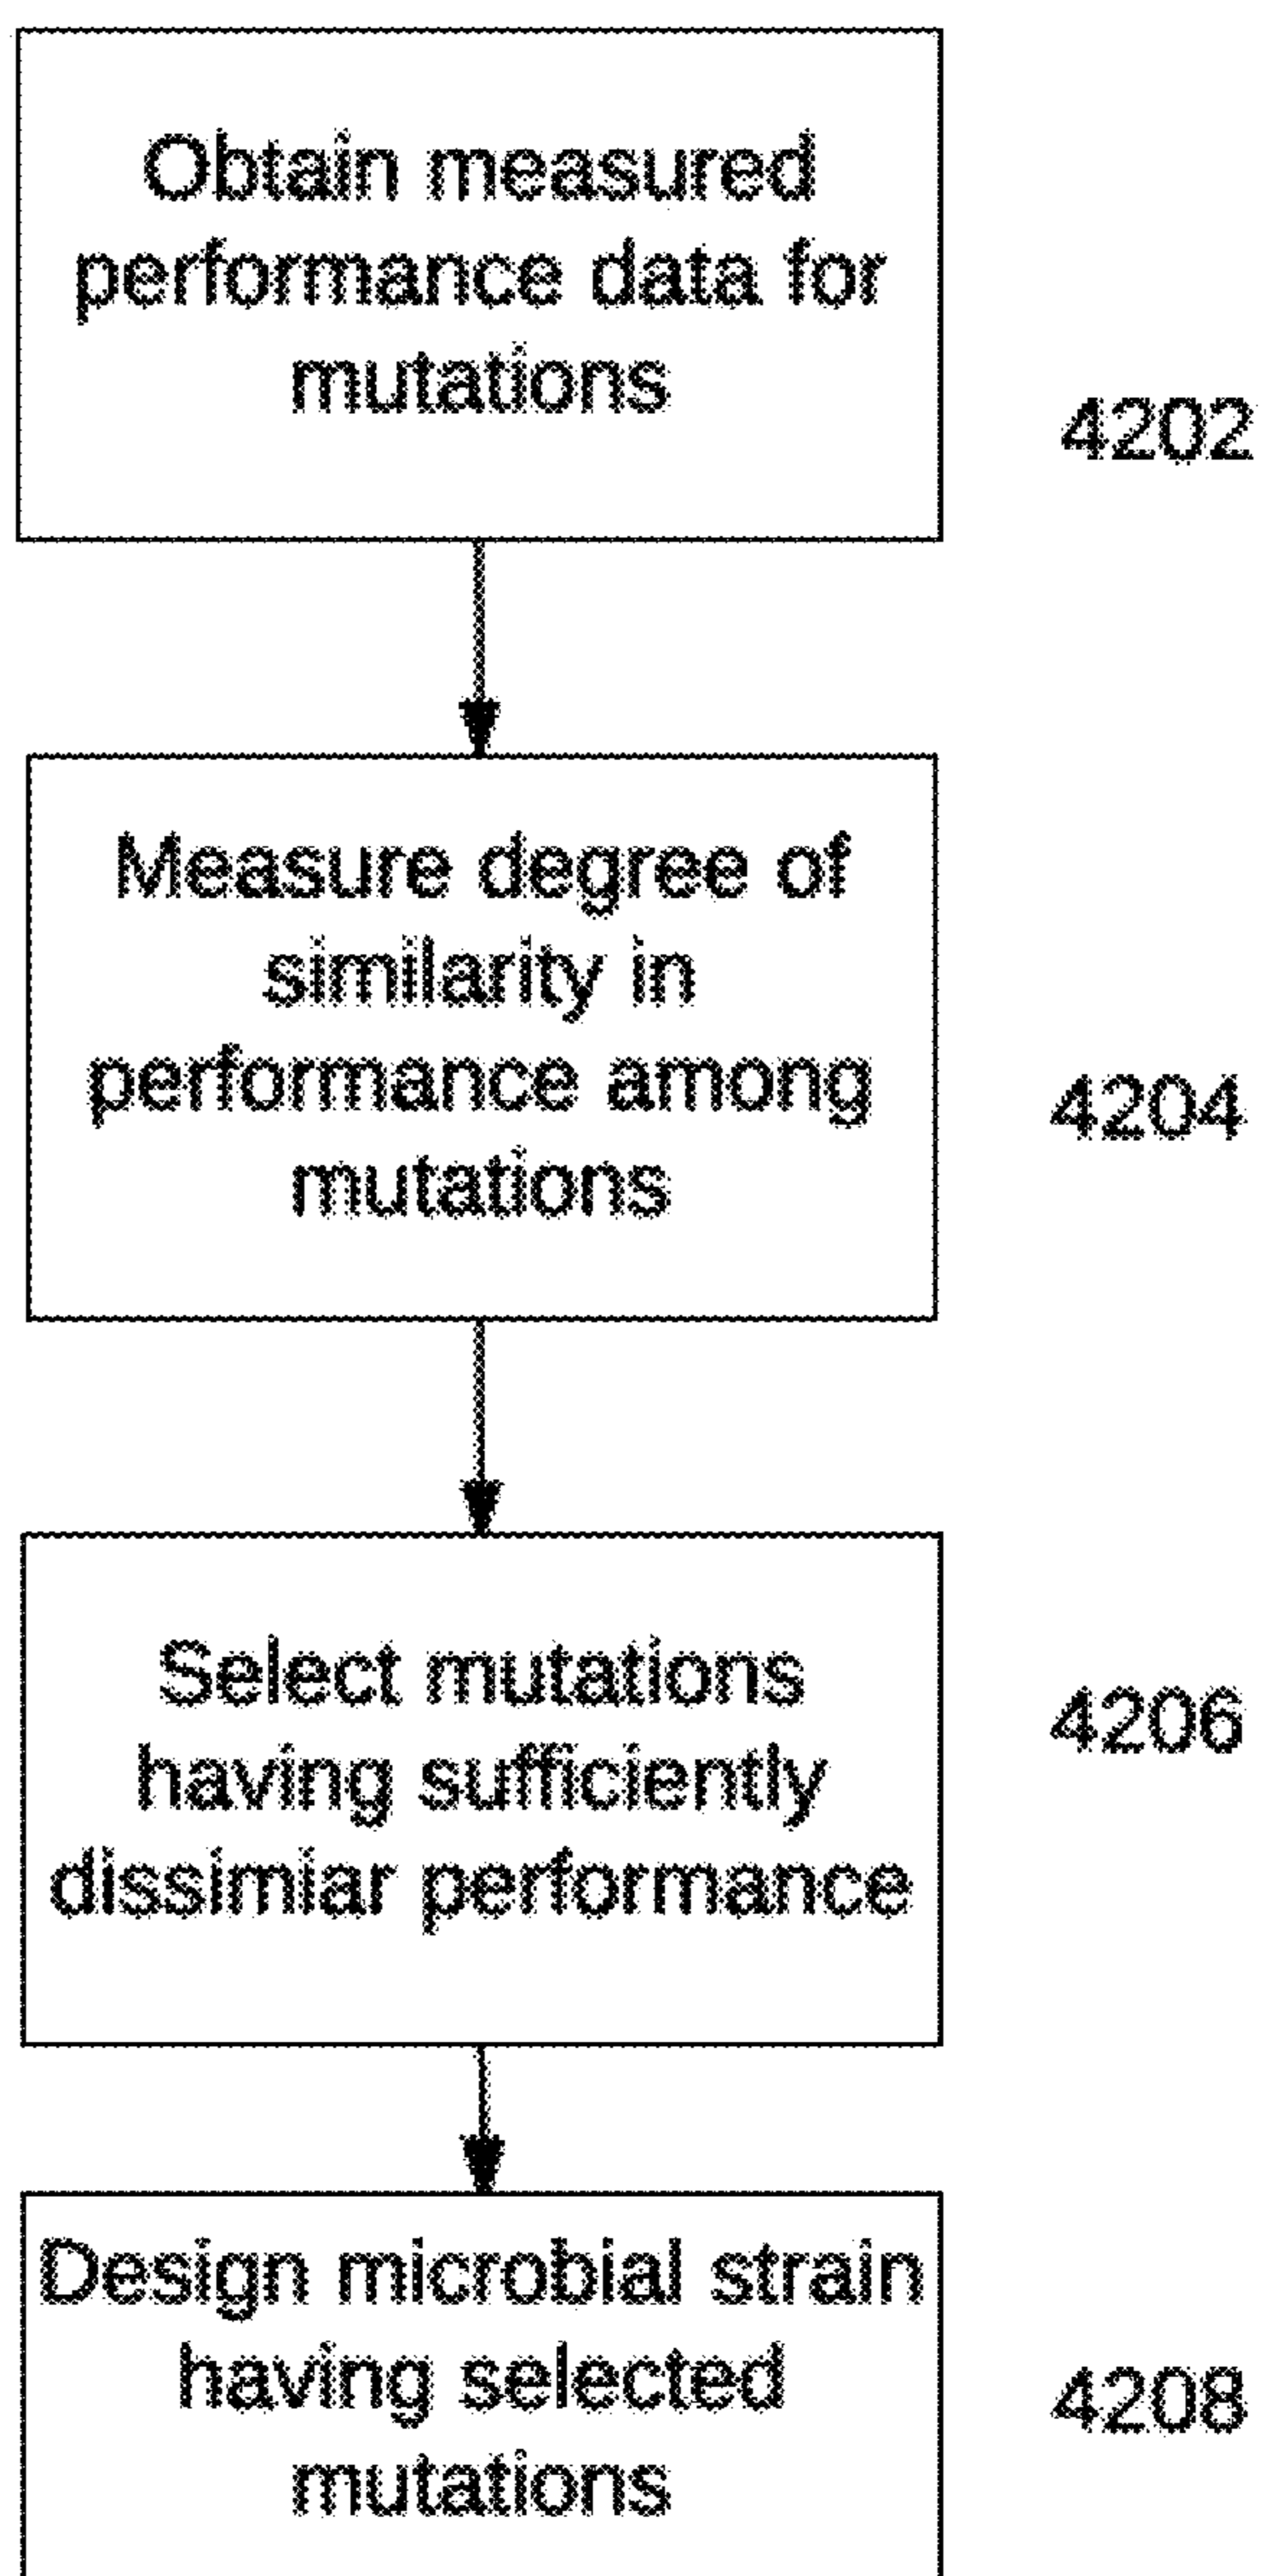 Obtain measured
performance data for
mutations
4202
Measure degree of
similarity in
performance among
mutations
4204
Select mutations
having sufficiently
dissimiar performance
4206
Design microbial strain
having selected
mutations
4208